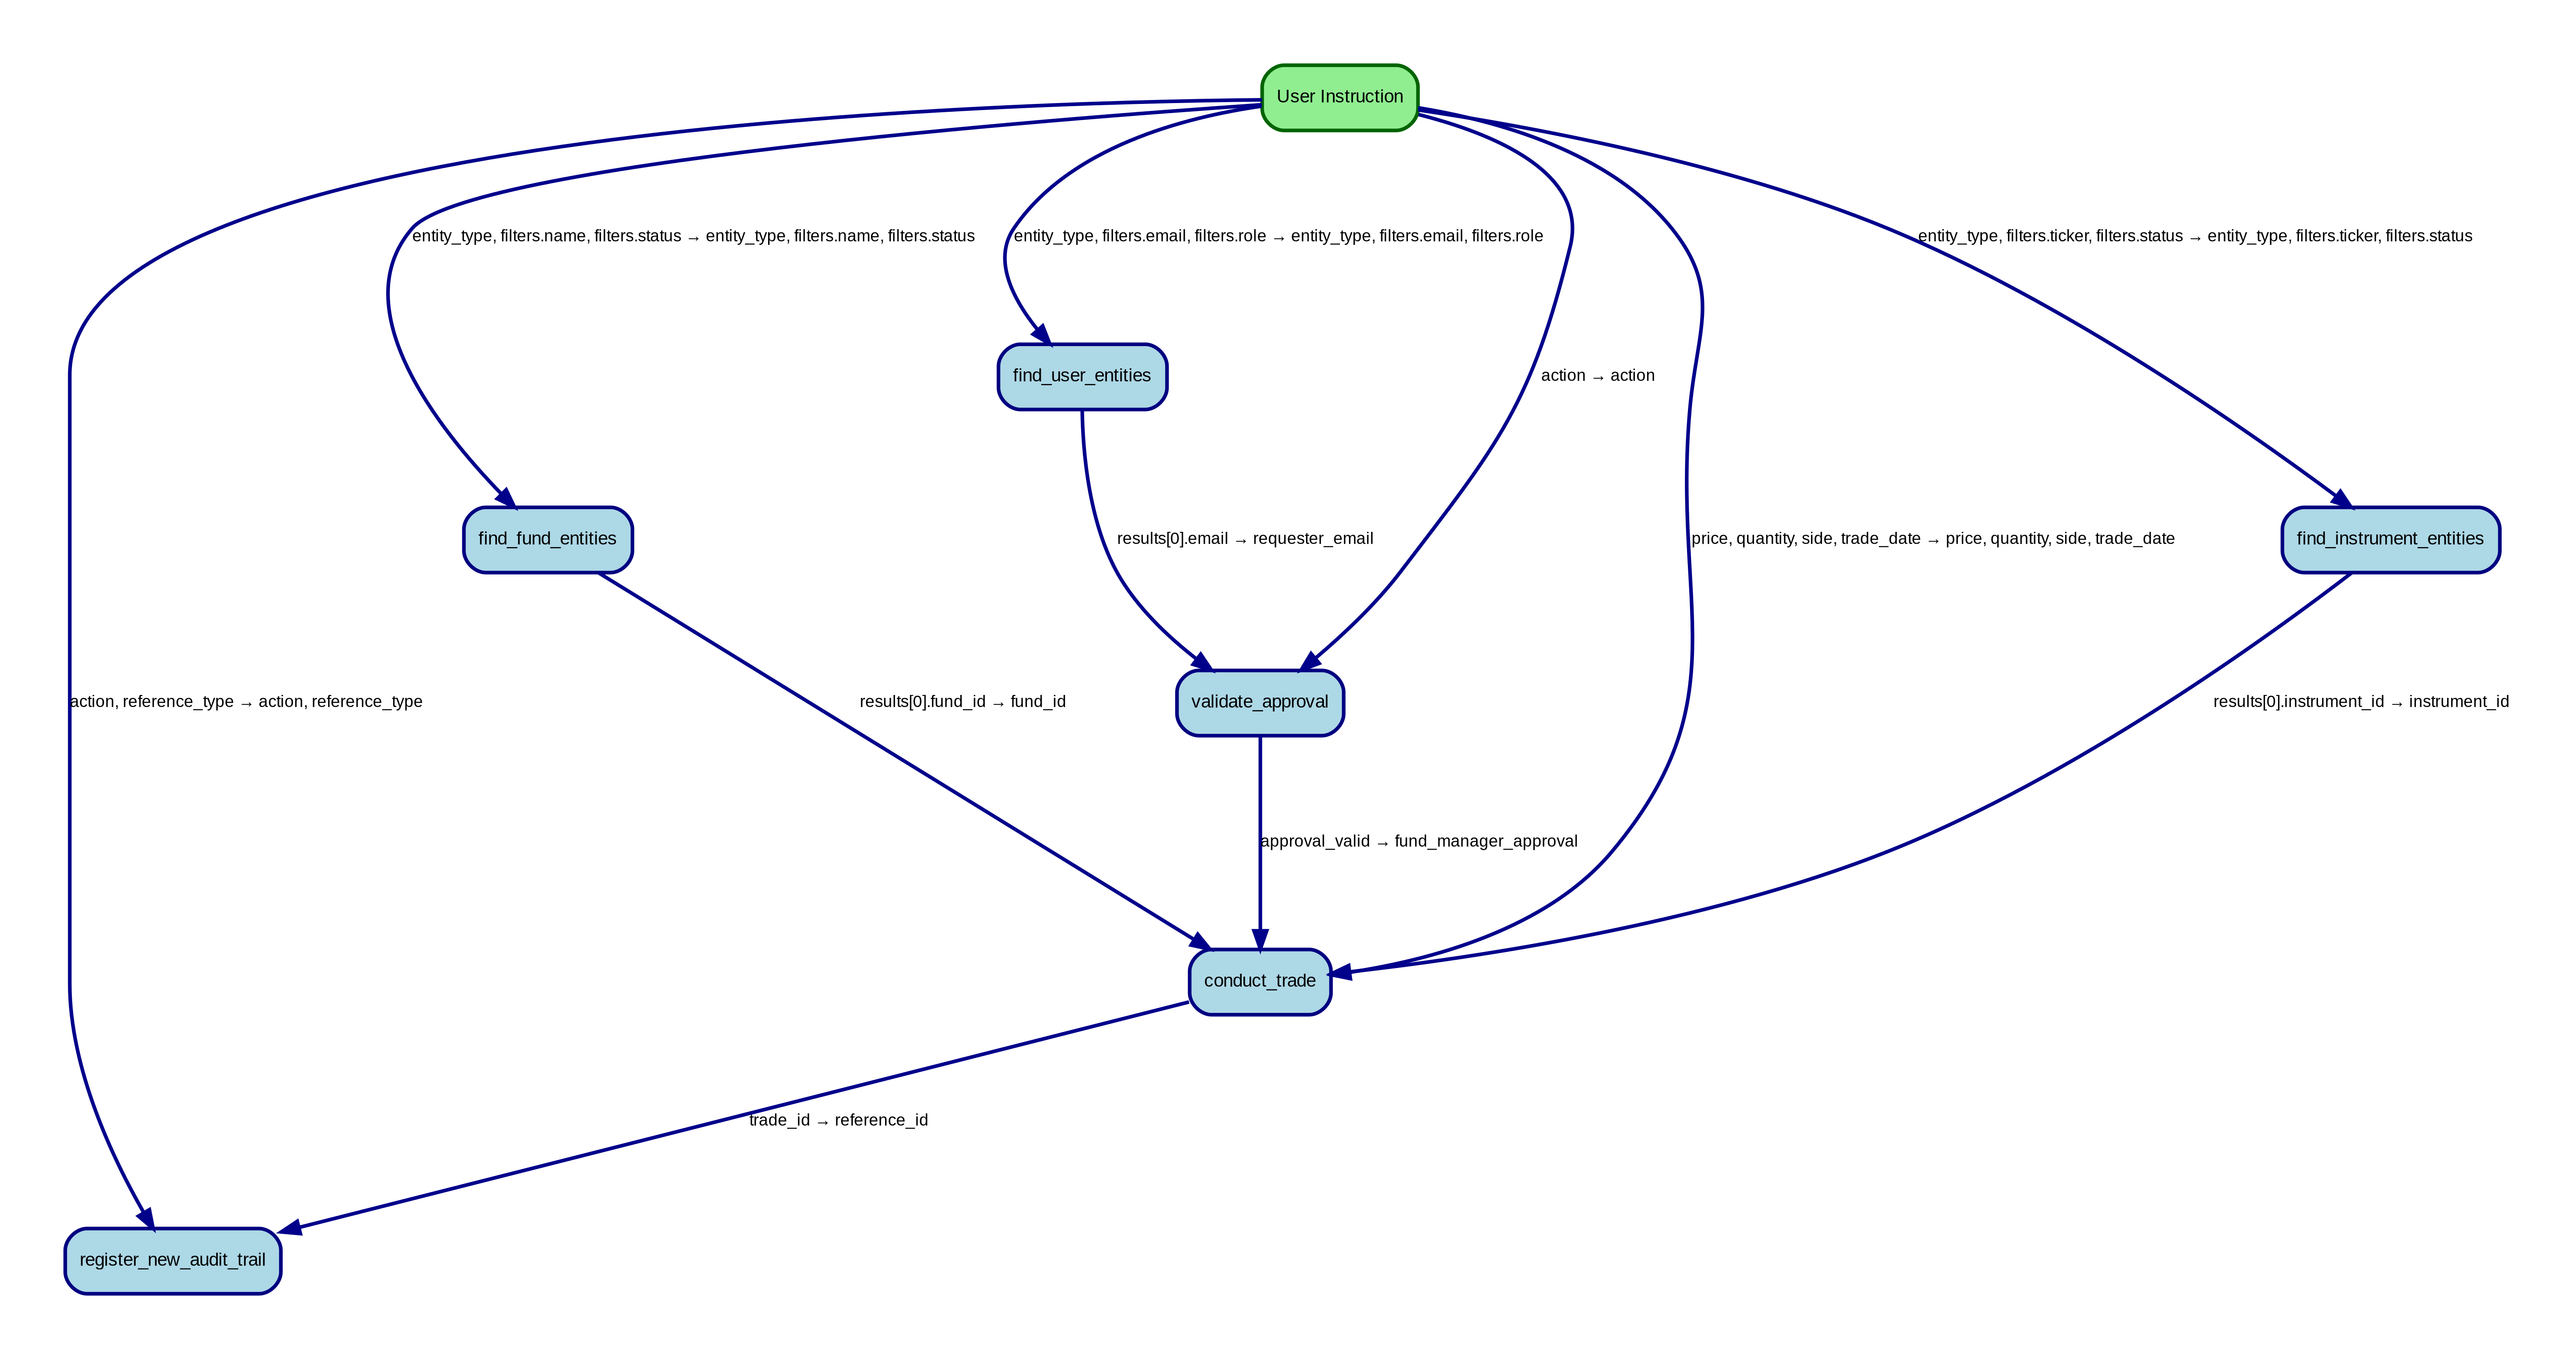 User Instruction
entity_type, filters.name, filters.status → entity_type, filters.name, filters.status
entity_type, filters.email, filters.role → entity_type, filters.email, filters.role
entity_type, filters.ticker, filters.status → entity_type, filters.ticker, filters.status
find_user_entities
action → action
find_fund_entities
results[0].email → requester_email
price, quantity, side, trade_date → price, quantity, side, trade_date
find_instrument_entities
action, reference_type → action, reference_type
results[0].fund_id → fund_id
validate_approval
results[0].instrument_id → instrument_id
approval_valid → fund_manager_approval
conduct_trade
trade_id → reference_id
register_new_audit_trail